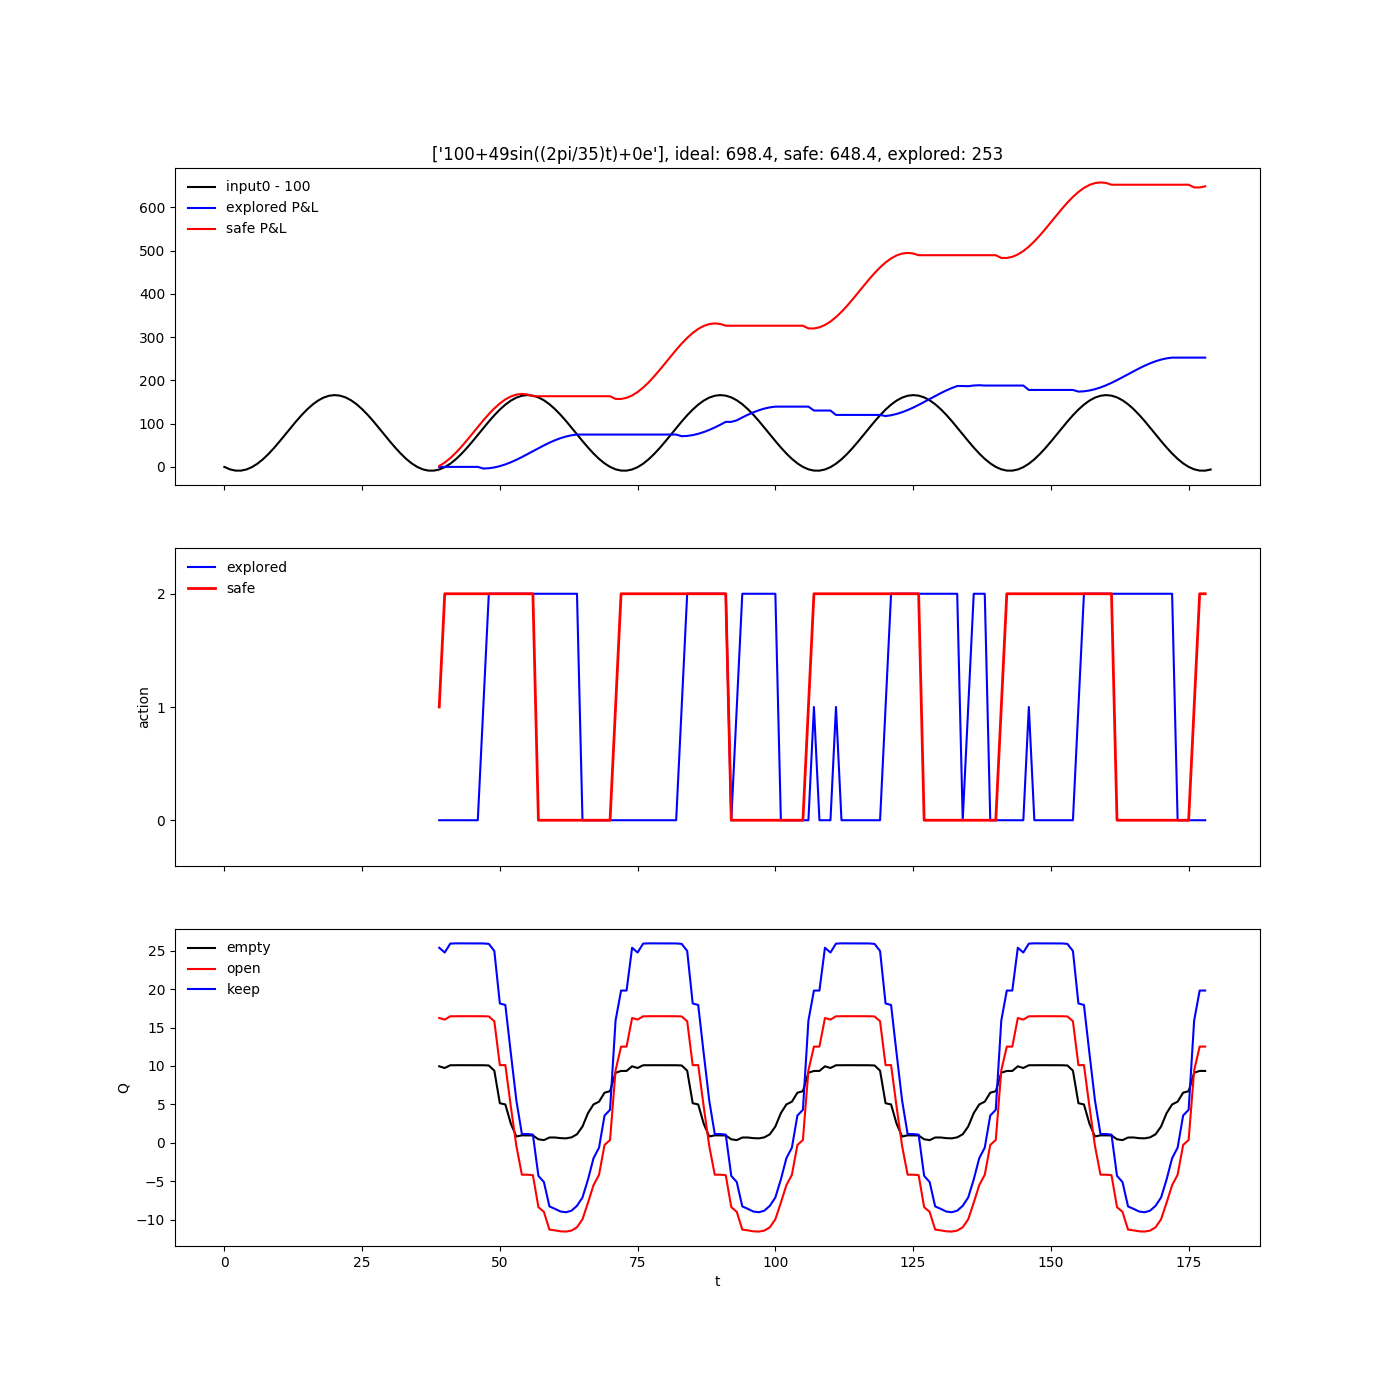 ['100+49sin((2pi/35)t)+0e'], ideal: 698.4, safe: 648.4, explored: 253
input0 - 100
explored P&L
safe P&L
600
500
400
300
200
100
0
explored
safe
2
1
0
action
empty
open
keep
25
20
15
10
5
0
−5
−10
Q
0 25 50 75 100 125 150 175
t